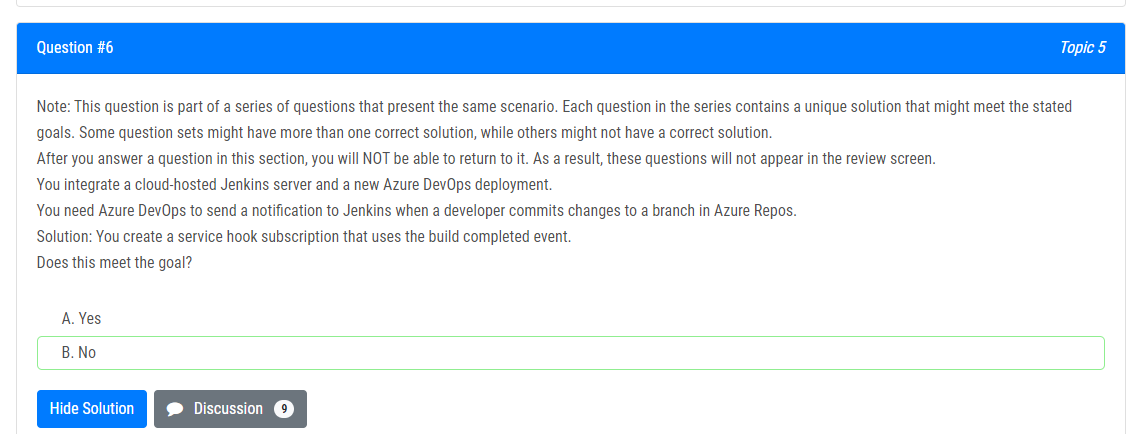 Question #6
Topic 5
Note: This question is part of a series of questions that present the same scenario. Each question in the series contains a unique solution that might meet the stated
goals. Some question sets might have more than one correct solution, while others might not have a correct solution.
After you answer a question in this section, you will NOT be able to return to it. As a result, these questions will not appear in the review screen.
You integrate a cloud-hosted Jenkins server and a new Azure DevOps deployment.
You need Azure DevOps to send a notification to Jenkins when a developer commits changes to a branch in Azure Repos.
Solution: You create a service hook subscription that uses the build completed event.
Does this meet the goal?
A. Yes
B. No
Hide Solution
Discussion 9